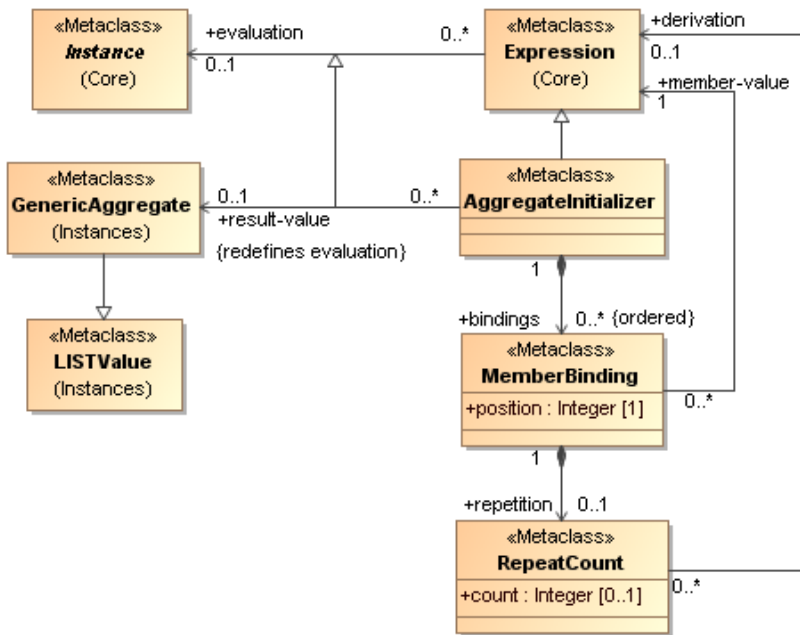 «Metaclass»
Instance
(Core)
+evaluation
0..1
0..*
«Metaclass»
Expression
(Core)
+derivation
0..1
+member-value
1
«Metaclass»
GenericAggregate
(Instances)
0..1
+result-value
{redefines evaluation}
0..*
«Metaclass»
AggregateInitializer
1
+bindings
0..* {ordered}
«Metaclass»
LISTValue
(Instances)
«Metaclass»
MemberBinding
+position : Integer [1]
0..*
1
+repetition
0..1
«Metaclass»
RepeatCount
+count : Integer [0..1]
0..*